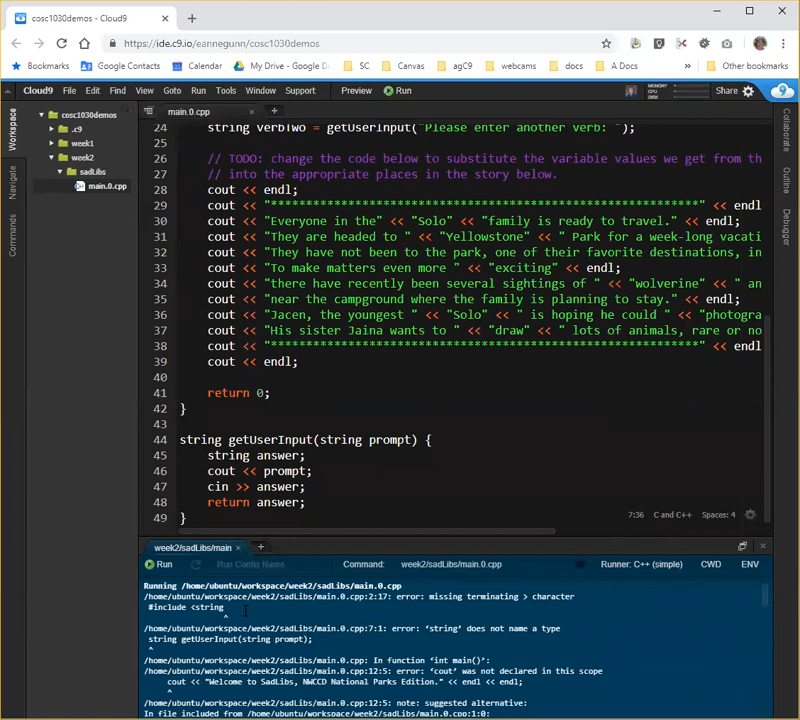 cosc1030demos - Cloud9
https://ide.c9.io/eannegunn/cosc1030demos
Bookmarks Google Contacts Calendar My Drive - Google D SC Canvas agC9 webcams docs A Docs » Other bookmarks
Cloud9 File Edit Find View Goto Run Tools Window Support Preview Run MEMORY CPU DISK Share
Workspace
Navigate
Commands
cosc1030demos
.c9
week1
week2
sadLibs
main.0.cpp
main.0.cpp
24 string verbTwo = getUserInput("Please enter another verb: ");
25
26 // TODO: change the code below to substitute the variable values we get from th
27 // into the appropriate places in the story below.
28 cout << endl;
29 cout << "*******************************************************" << endl
30 cout << "Everyone in the" << "Solo" << "family is ready to travel." << endl;
31 cout << "They are headed to " << "Yellowstone" << " Park for a week-long vacati
32 cout << "They have not been to the park, one of their favorite destinations, in
33 cout << "To make matters even more " << "exciting" << endl;
34 cout << "there have recently been several sightings of " << "wolverine" << " an
35 cout << "near the campground where the family is planning to stay." << endl;
36 cout << "Jacen, the youngest " << "Solo" << " is hoping he could " << "photogra
37 cout << "His sister Jaina wants to " << "draw" << " lots of animals, rare or no
38 cout << "*******************************************************" << endl
39 cout << endl;
40
41 return 0;
42 }
43
44 string getUserInput(string prompt) {
45 string answer;
46 cout << prompt;
47 cin >> answer;
48 return answer;
49 }
7:36 C and C++ Spaces: 4
Collaborate
Outline
Debugger
week2/sadLibs/main
Run Run Config Name Command: week2/sadLibs/main.0.cpp Runner: C++ (simple) CWD ENV
Running /home/ubuntu/workspace/week2/sadLibs/main.0.cpp
/home/ubuntu/workspace/week2/sadLibs/main.0.cpp:2:17: error: missing terminating > character
#include <string
^
/home/ubuntu/workspace/week2/sadLibs/main.0.cpp:7:1: error: ‘string’ does not name a type
string getUserInput(string prompt);
^
/home/ubuntu/workspace/week2/sadLibs/main.0.cpp: In function ‘int main()’:
/home/ubuntu/workspace/week2/sadLibs/main.0.cpp:12:5: error: ‘cout’ was not declared in this scope
cout << "Welcome to SadLibs, NWCCD National Parks Edition." << endl << endl;
^
/home/ubuntu/workspace/week2/sadLibs/main.0.cpp:12:5: note: suggested alternative:
In file included from /home/ubuntu/workspace/week2/sadLibs/main.0.cpp:1:0: